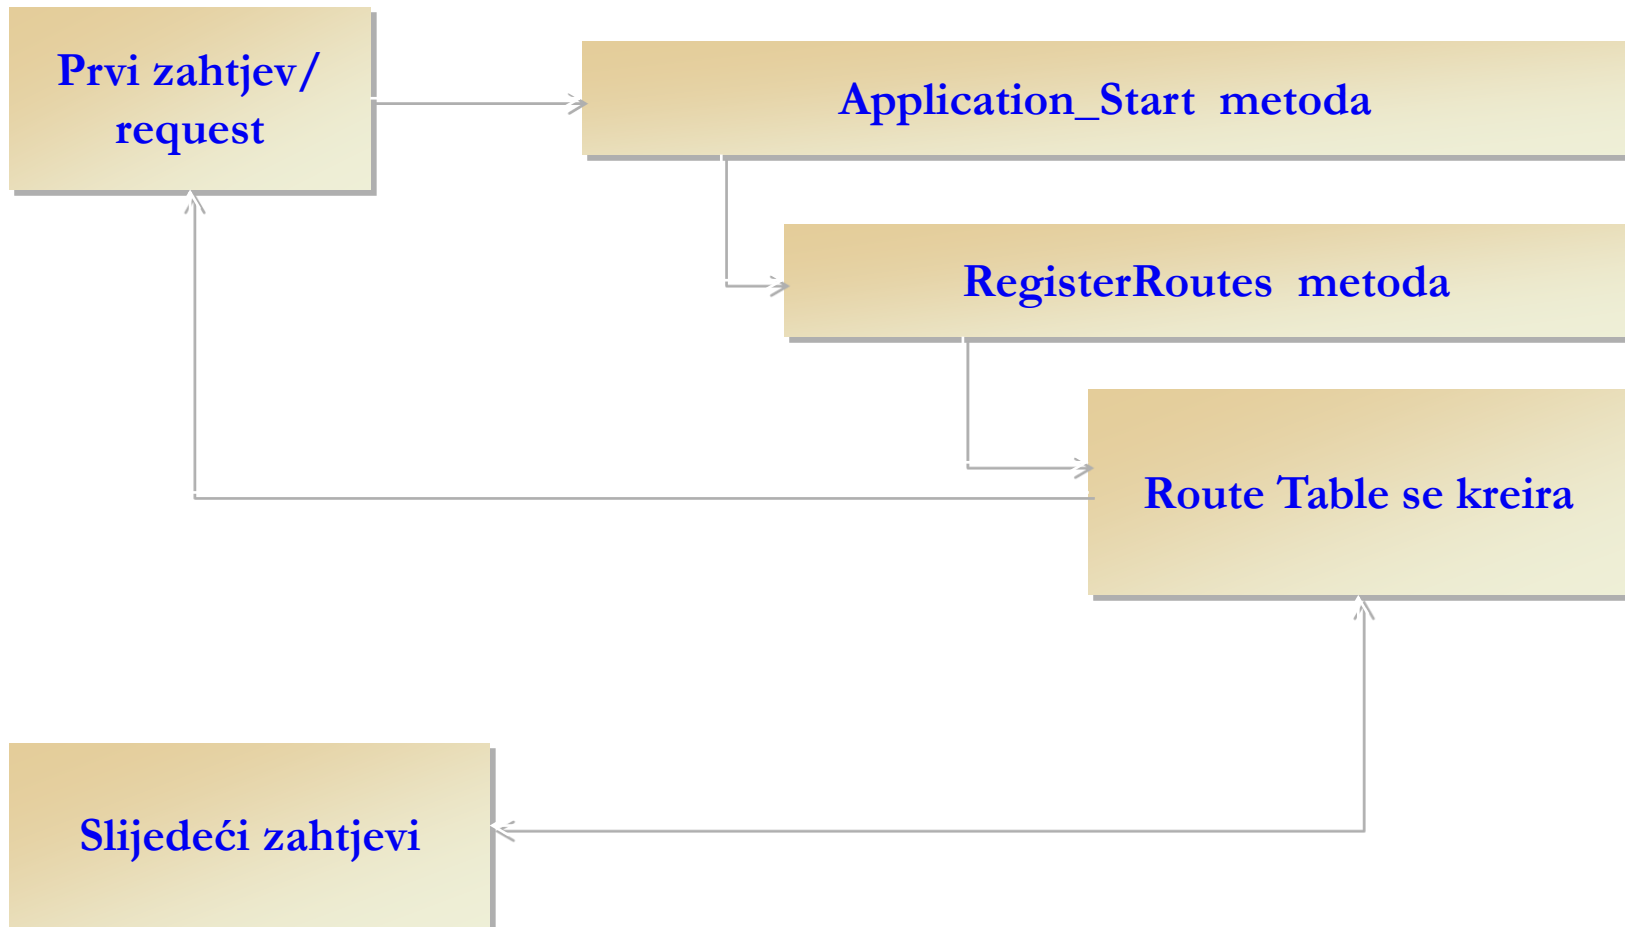 Prvi zahtjev/
request
Application_Start metoda
RegisterRoutes metoda
Route Table se kreira
Slijedeći zahtjevi